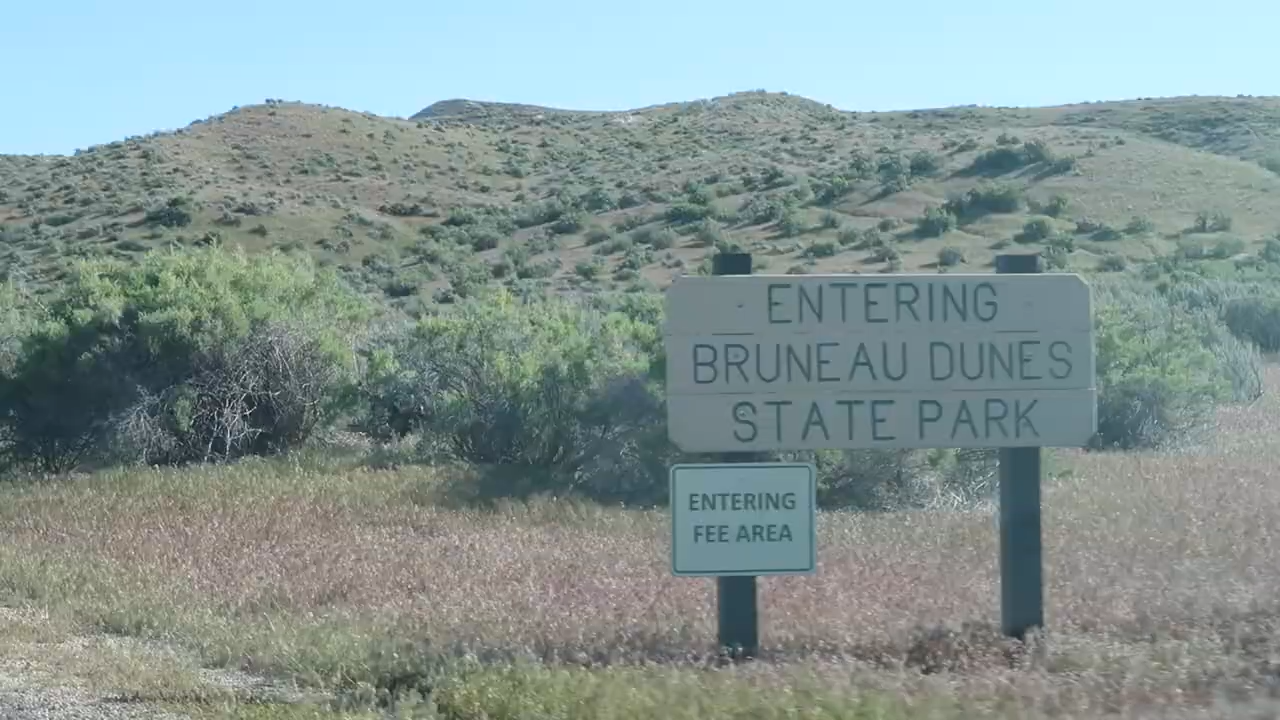 ENTERING
BRUNEAU DUNES
STATE PARK
ENTERING
FEE AREA